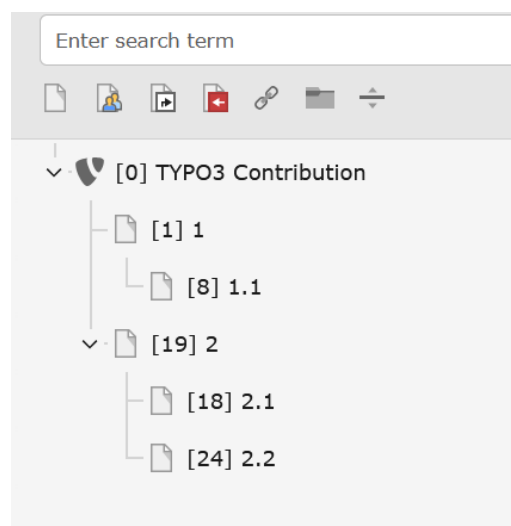 Enter search term
[0] TYPO3 Contribution
[1] 1
[8] 1.1
[19] 2
[18] 2.1
[24] 2.2